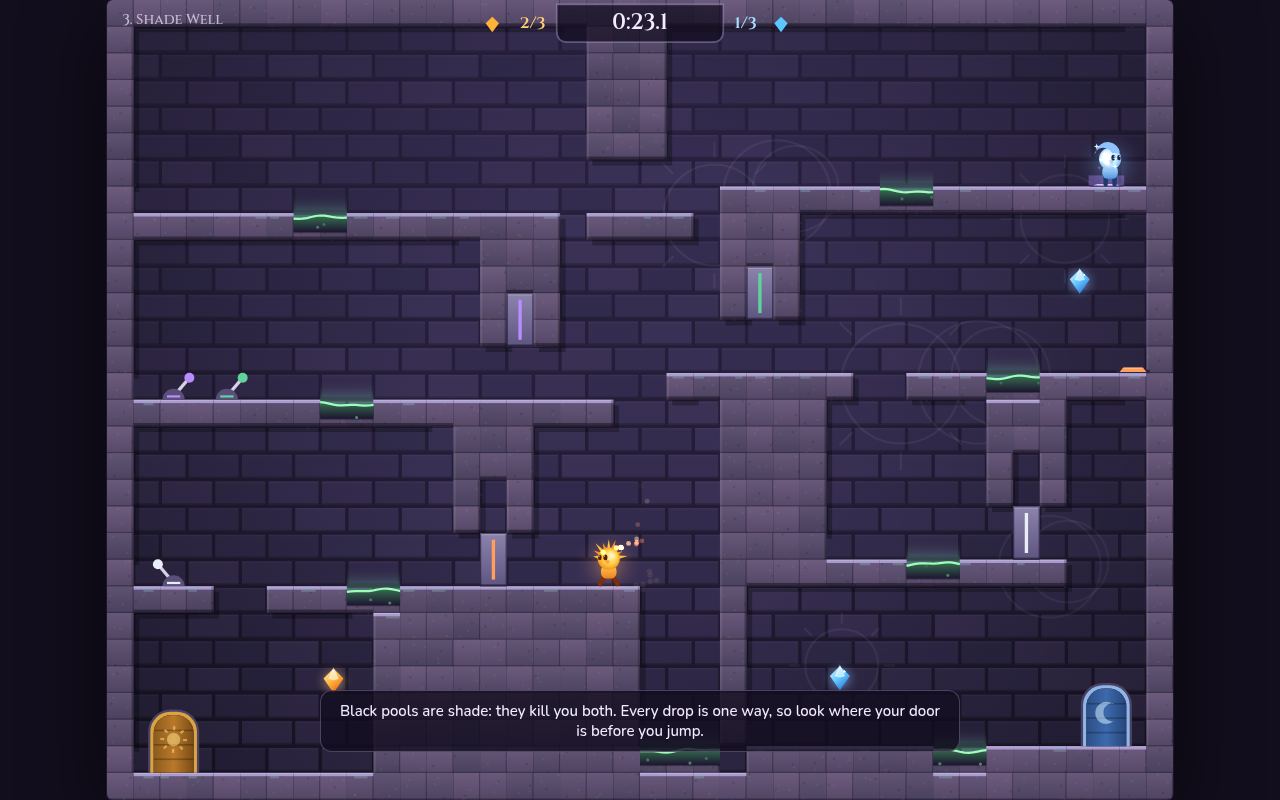 3. Shade Well
2/3
0:23.1
1/3
Black pools are shade: they kill you both. Every drop is one way, so look where your door
is before you jump.